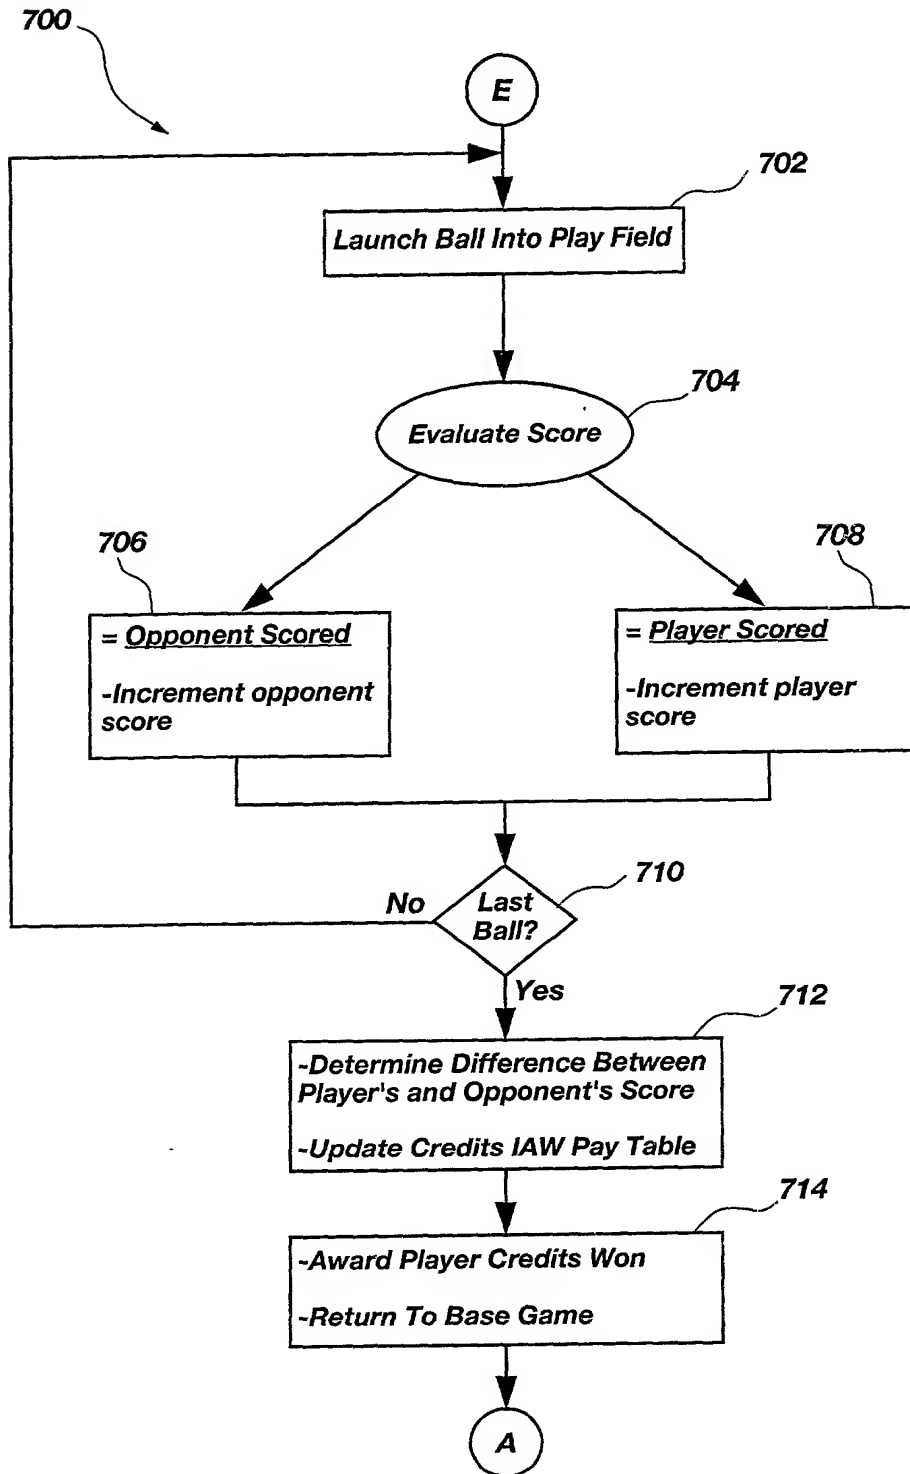 700
E
702
Launch Ball Into Play Field
704
Evaluate Score
706
= Opponent Scored
-Increment opponent
score
708
= Player Scored
-Increment player
score
710
Last
Ball?
No
Yes
712
-Determine Difference Between
Player's and Opponent's Score
-Update Credits IAW Pay Table
714
-Award Player Credits Won
-Return To Base Game
A